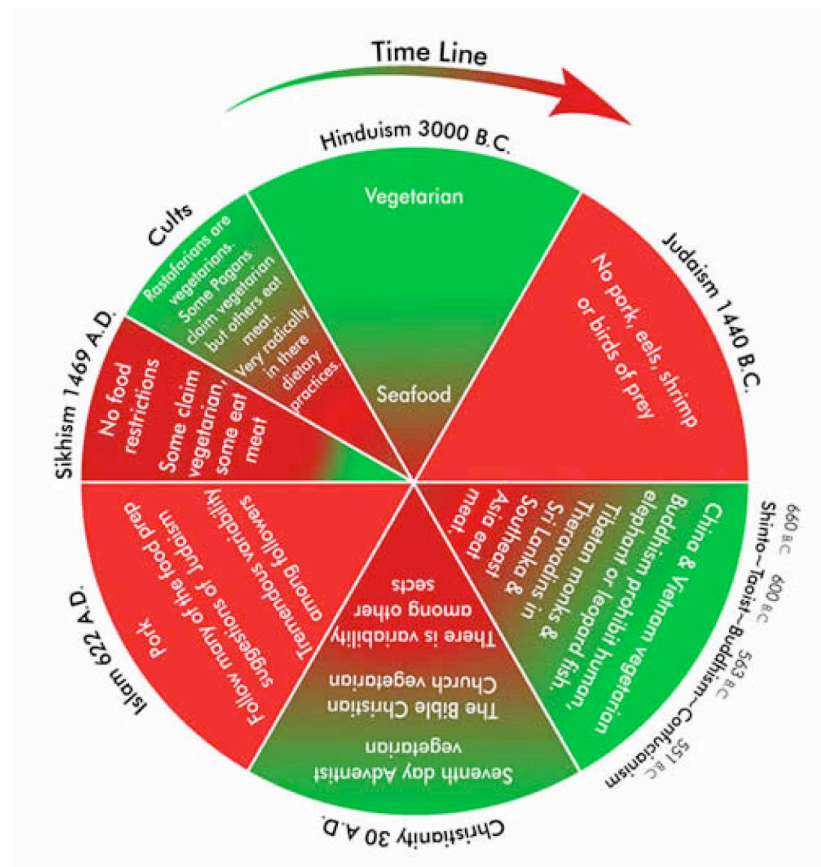 Time Line
Hinduism 3000 B.C.
Vegetarian
Seafood
Judaism 1440 B.C.
No pork, eels, shrimp
or birds of prey
660 B.C. 600 B.C. 563 B.C. 551 B.C.
Shinto~Taoist~Buddhism~Confucianism
China & Vietnam vegetarian
Buddhism prohibit human,
elephant or leopard fish.
Tibetan monks &
Theravadins in
Sri Lanka &
Southeast
Asia eat
meat.
Christianity 30 A.D.
Seventh day Adventist
vegetarian
The Bible Christian
Church vegetarian
There is variability
among other
sects
Islam 622 A.D.
Pork
Follow many of the food prep
suggestions of Judaism
Tremendous variability
among followers
Sikhism 1469 A.D.
No food
restrictions
Some claim
vegetarian,
some eat
meat
Cults
Rastafarians are
vegetarians.
Some Pagans
claim vegetarian
but others eat
meat.
Very radically
in there
dietary
practices.